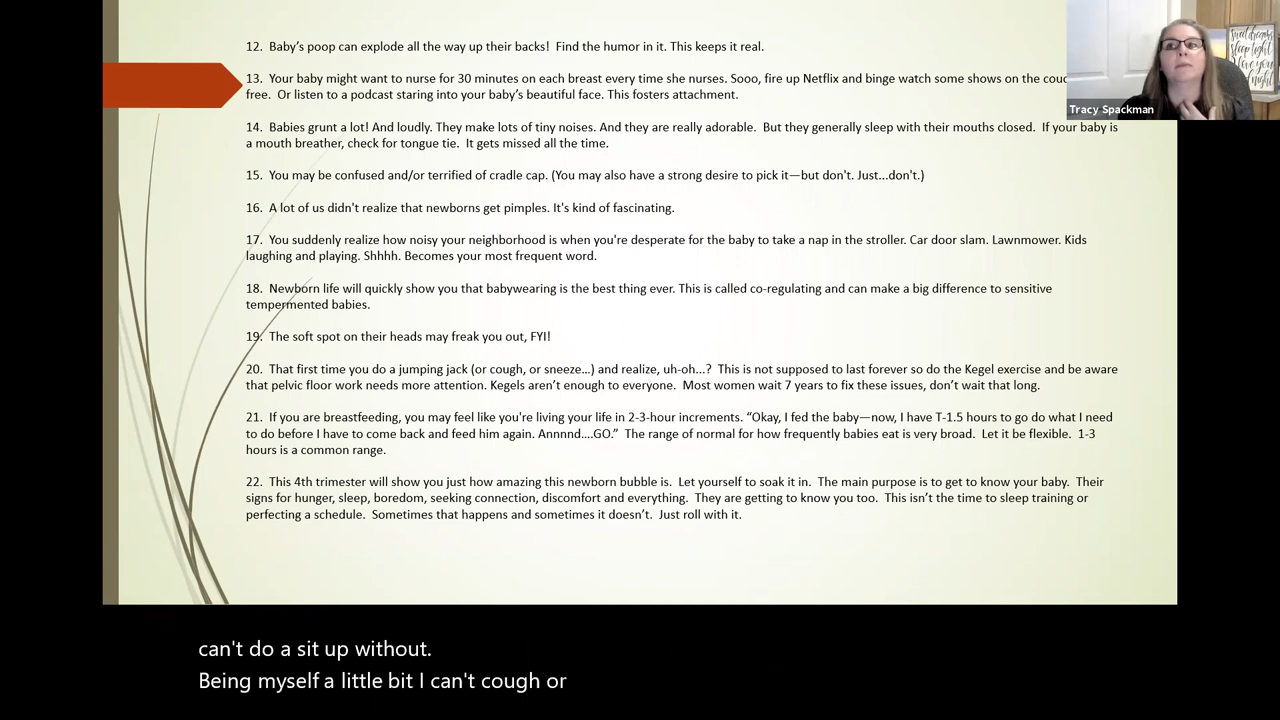 12. Baby's poop can explode all the way up their backs! Find the humor in it. This keeps it real.
13. Your baby might want to nurse for 30 minutes on each breast every time she nurses. Sooo, fire up Netflix and binge watch some shows on the
free. Or listen to a podcast staring into your baby's beautiful face. This fosters attachment.
14. Babies grunt a lot! And loudly. They make lots of tiny noises. And they are really adorable. But they generally sleep with their mouths closed. If your baby is
a mouth breather, check for tongue tie. It gets missed all the time.
15. You may be confused and/or terrified of cradle cap. (You may also have a strong desire to pick it—but don't. Just...don't.)
16. A lot of us didn't realize that newborns get pimples. It's kind of fascinating.
17. You suddenly realize how noisy your neighborhood is when you're desperate for the baby to take a nap in the stroller. Car door slam. Lawnmower. Kids
laughing and playing. Shhhh. Becomes your most frequent word.
18. Newborn life will quickly show you that babywearing is the best thing ever. This is called co-regulating and can make a big difference to sensitive
tempermented babies.
19. The soft spot on their heads may freak you out, FYI!
20. That first time you do a jumping jack (or cough, or sneeze…) and realize, uh-oh...? This is not supposed to last forever so do the Kegel exercise and be aware
that pelvic floor work needs more attention. Kegels aren't enough to everyone. Most women wait 7 years to fix these issues, don't wait that long.
21. If you are breastfeeding, you may feel like you're living your life in 2-3-hour increments. “Okay, I fed the baby—now, I have T-1.5 hours to go do what I need
to do before I have to come back and feed him again. Annnnd….GO.” The range of normal for how frequently babies eat is very broad. Let it be flexible. 1-3
hours is a common range.
22. This 4th trimester will show you just how amazing this newborn bubble is. Let yourself to soak it in. The main purpose is to get to know your baby. Their
signs for hunger, sleep, boredom, seeking connection, discomfort and everything. They are getting to know you too. This isn't the time to sleep training or
perfecting a schedule. Sometimes that happens and sometimes it doesn't. Just roll with it.
sweet dreams
sleep tight
love you
Tracy Spackman
can't do a sit up without.
Being myself a little bit I can't cough or